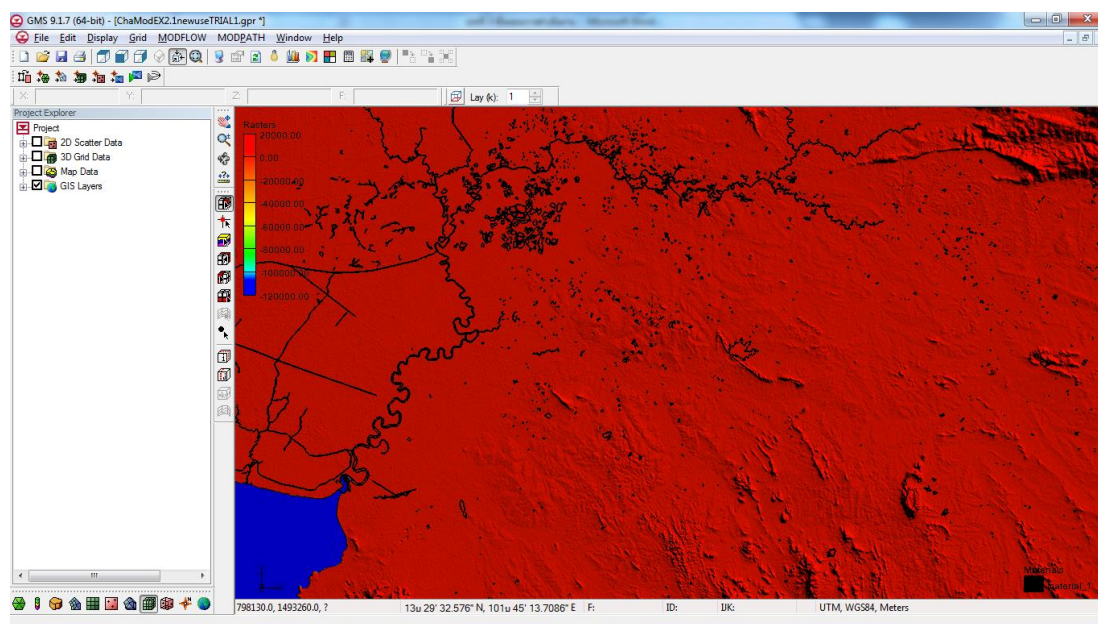 GMS 9.1.7 (64-bit) - [ChaModEX2.1newuseTRIAL1.gpr *]
File Edit Display Grid MODFLOW MODPATH Window Help
X: Y: Z: F: Lay (k): 1
Project Explorer
Project
2D Scatter Data
3D Grid Data
Map Data
GIS Layers
Rasters
20000.00
0.00
-20000.00
-40000.00
-60000.00
-80000.00
-100000.00
-120000.00
Materials
material_1
798130.0, 1493260.0, ? 13u 29' 32.576" N, 101u 45' 13.7086" E F: ID: IJK: UTM, WGS84, Meters